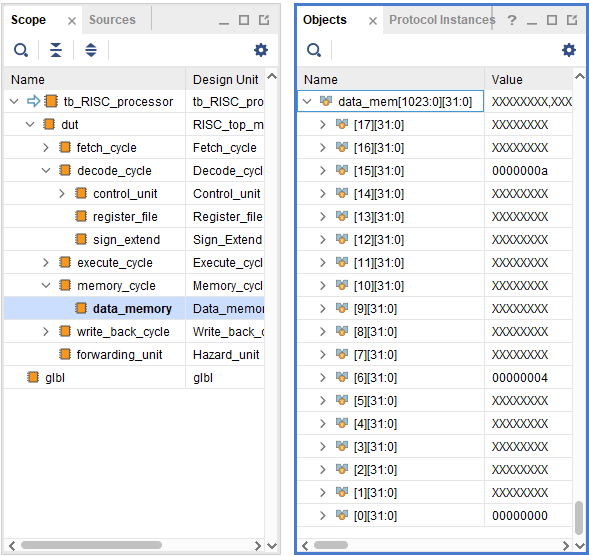 Scope
Sources
Name Design Unit
tb_RISC_processor tb_RISC_pro
dut RISC_top_m
fetch_cycle Fetch_cycle
decode_cycle Decode_cycl
control_unit Control_unit
register_file Register_file
sign_extend Sign_Extend
execute_cycle Execute_cycl
memory_cycle Memory_cycl
data_memory Data_memor
write_back_cycle Write_back_c
forwarding_unit Hazard_unit
glbl glbl
Objects
Protocol Instances
Name Value
data_mem[1023:0][31:0] XXXXXXXX,XXX
[17][31:0] XXXXXXXX
[16][31:0] XXXXXXXX
[15][31:0] 0000000a
[14][31:0] XXXXXXXX
[13][31:0] XXXXXXXX
[12][31:0] XXXXXXXX
[11][31:0] XXXXXXXX
[10][31:0] XXXXXXXX
[9][31:0] XXXXXXXX
[8][31:0] XXXXXXXX
[7][31:0] XXXXXXXX
[6][31:0] 00000004
[5][31:0] XXXXXXXX
[4][31:0] XXXXXXXX
[3][31:0] XXXXXXXX
[2][31:0] XXXXXXXX
[1][31:0] XXXXXXXX
[0][31:0] 00000000